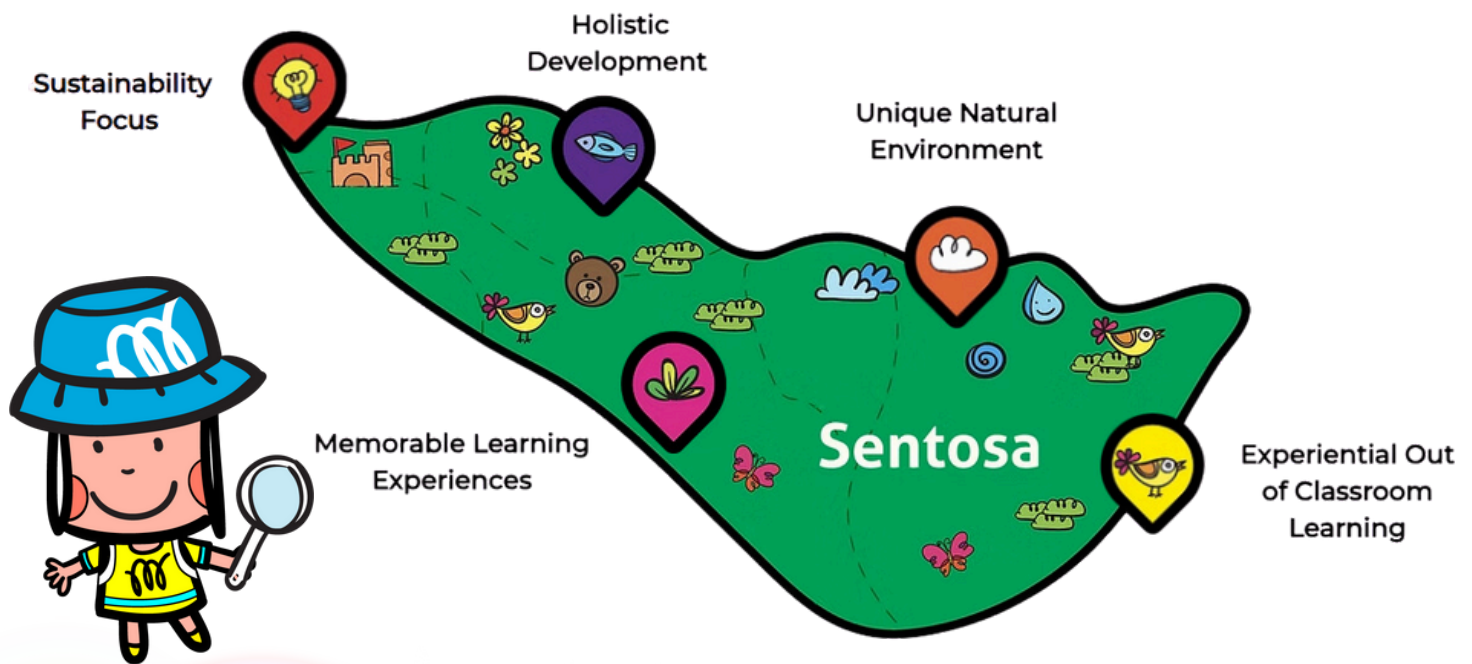 Holistic
Development
Sustainability
Focus
Unique Natural
Environment
Memorable Learning
Experiences
Sentosa
Experiential Out
of Classroom
Learning